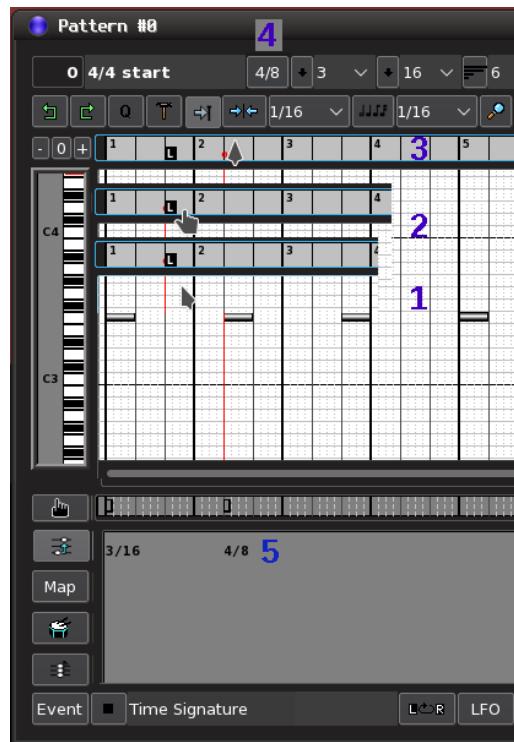 Pattern #0
4
0 4/4 start 4/8 3 16 6
Q T 1/16 1/16
- 0 + 1 L 2 3 4 3 5
1 L 2 3 4
C4 2
1 L 2 3 4
1
C3
3/16 4/8 5
Map
Event Time Signature L R LFO